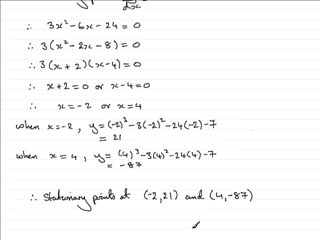 dx
∴ 3x² - 6x - 24 = 0
∴ 3(x² - 2x - 8) = 0
∴ 3(x + 2)(x - 4) = 0
∴ x + 2 = 0 or x - 4 = 0
∴ x = -2 or x = 4
when x = -2, y = (-2)³ - 3(-2)² - 24(-2) - 7
= 21
when x = 4, y = (4)³ - 3(4)² - 24(4) - 7
= -87
∴ Stationary points at (-2, 21) and (4, -87)